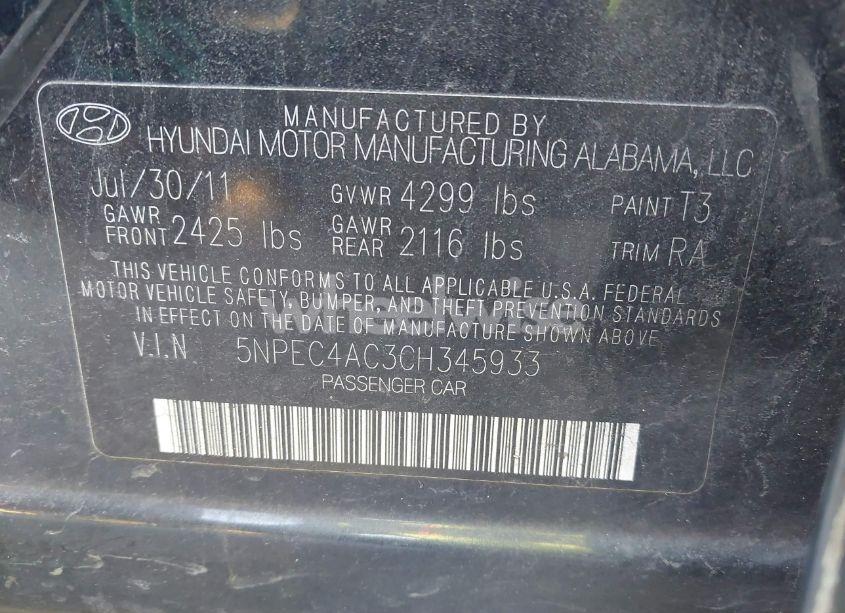 MANUFACTURED BY
HYUNDAI MOTOR MANUFACTURING ALABAMA, LLC
Jul/30/11 GVWR 4299 lbs PAINT T3
GAWR FRONT 2425 lbs GAWR REAR 2116 lbs TRIM RA
THIS VEHICLE CONFORMS TO ALL APPLICABLE U.S.A. FEDERAL
MOTOR VEHICLE SAFETY, BUMPER, AND THEFT PREVENTION STANDARDS
IN EFFECT ON THE DATE OF MANUFACTURE SHOWN ABOVE.
V.I.N 5NPEC4AC3CH345933
PASSENGER CAR